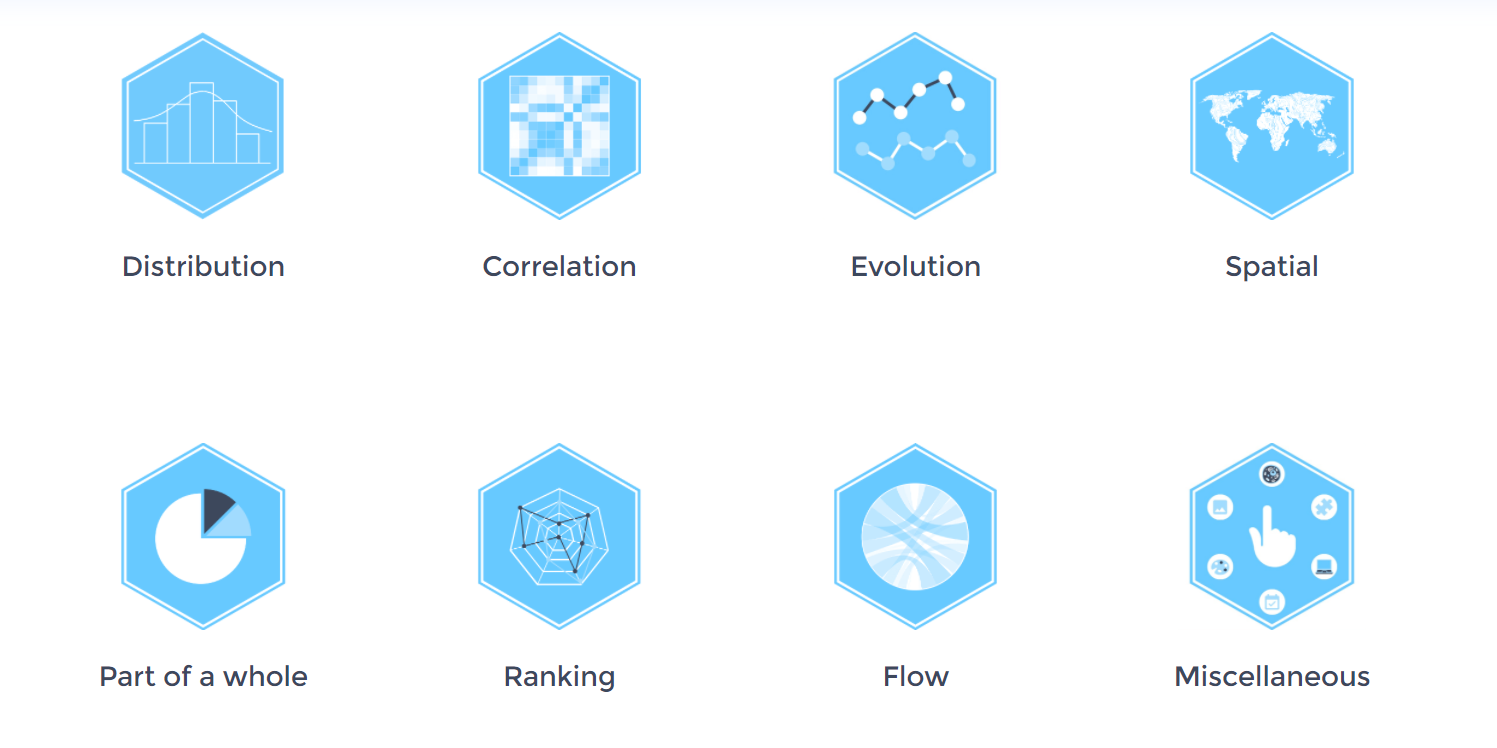 Distribution
Correlation
Evolution
Spatial
Part of a whole
Ranking
Flow
Miscellaneous